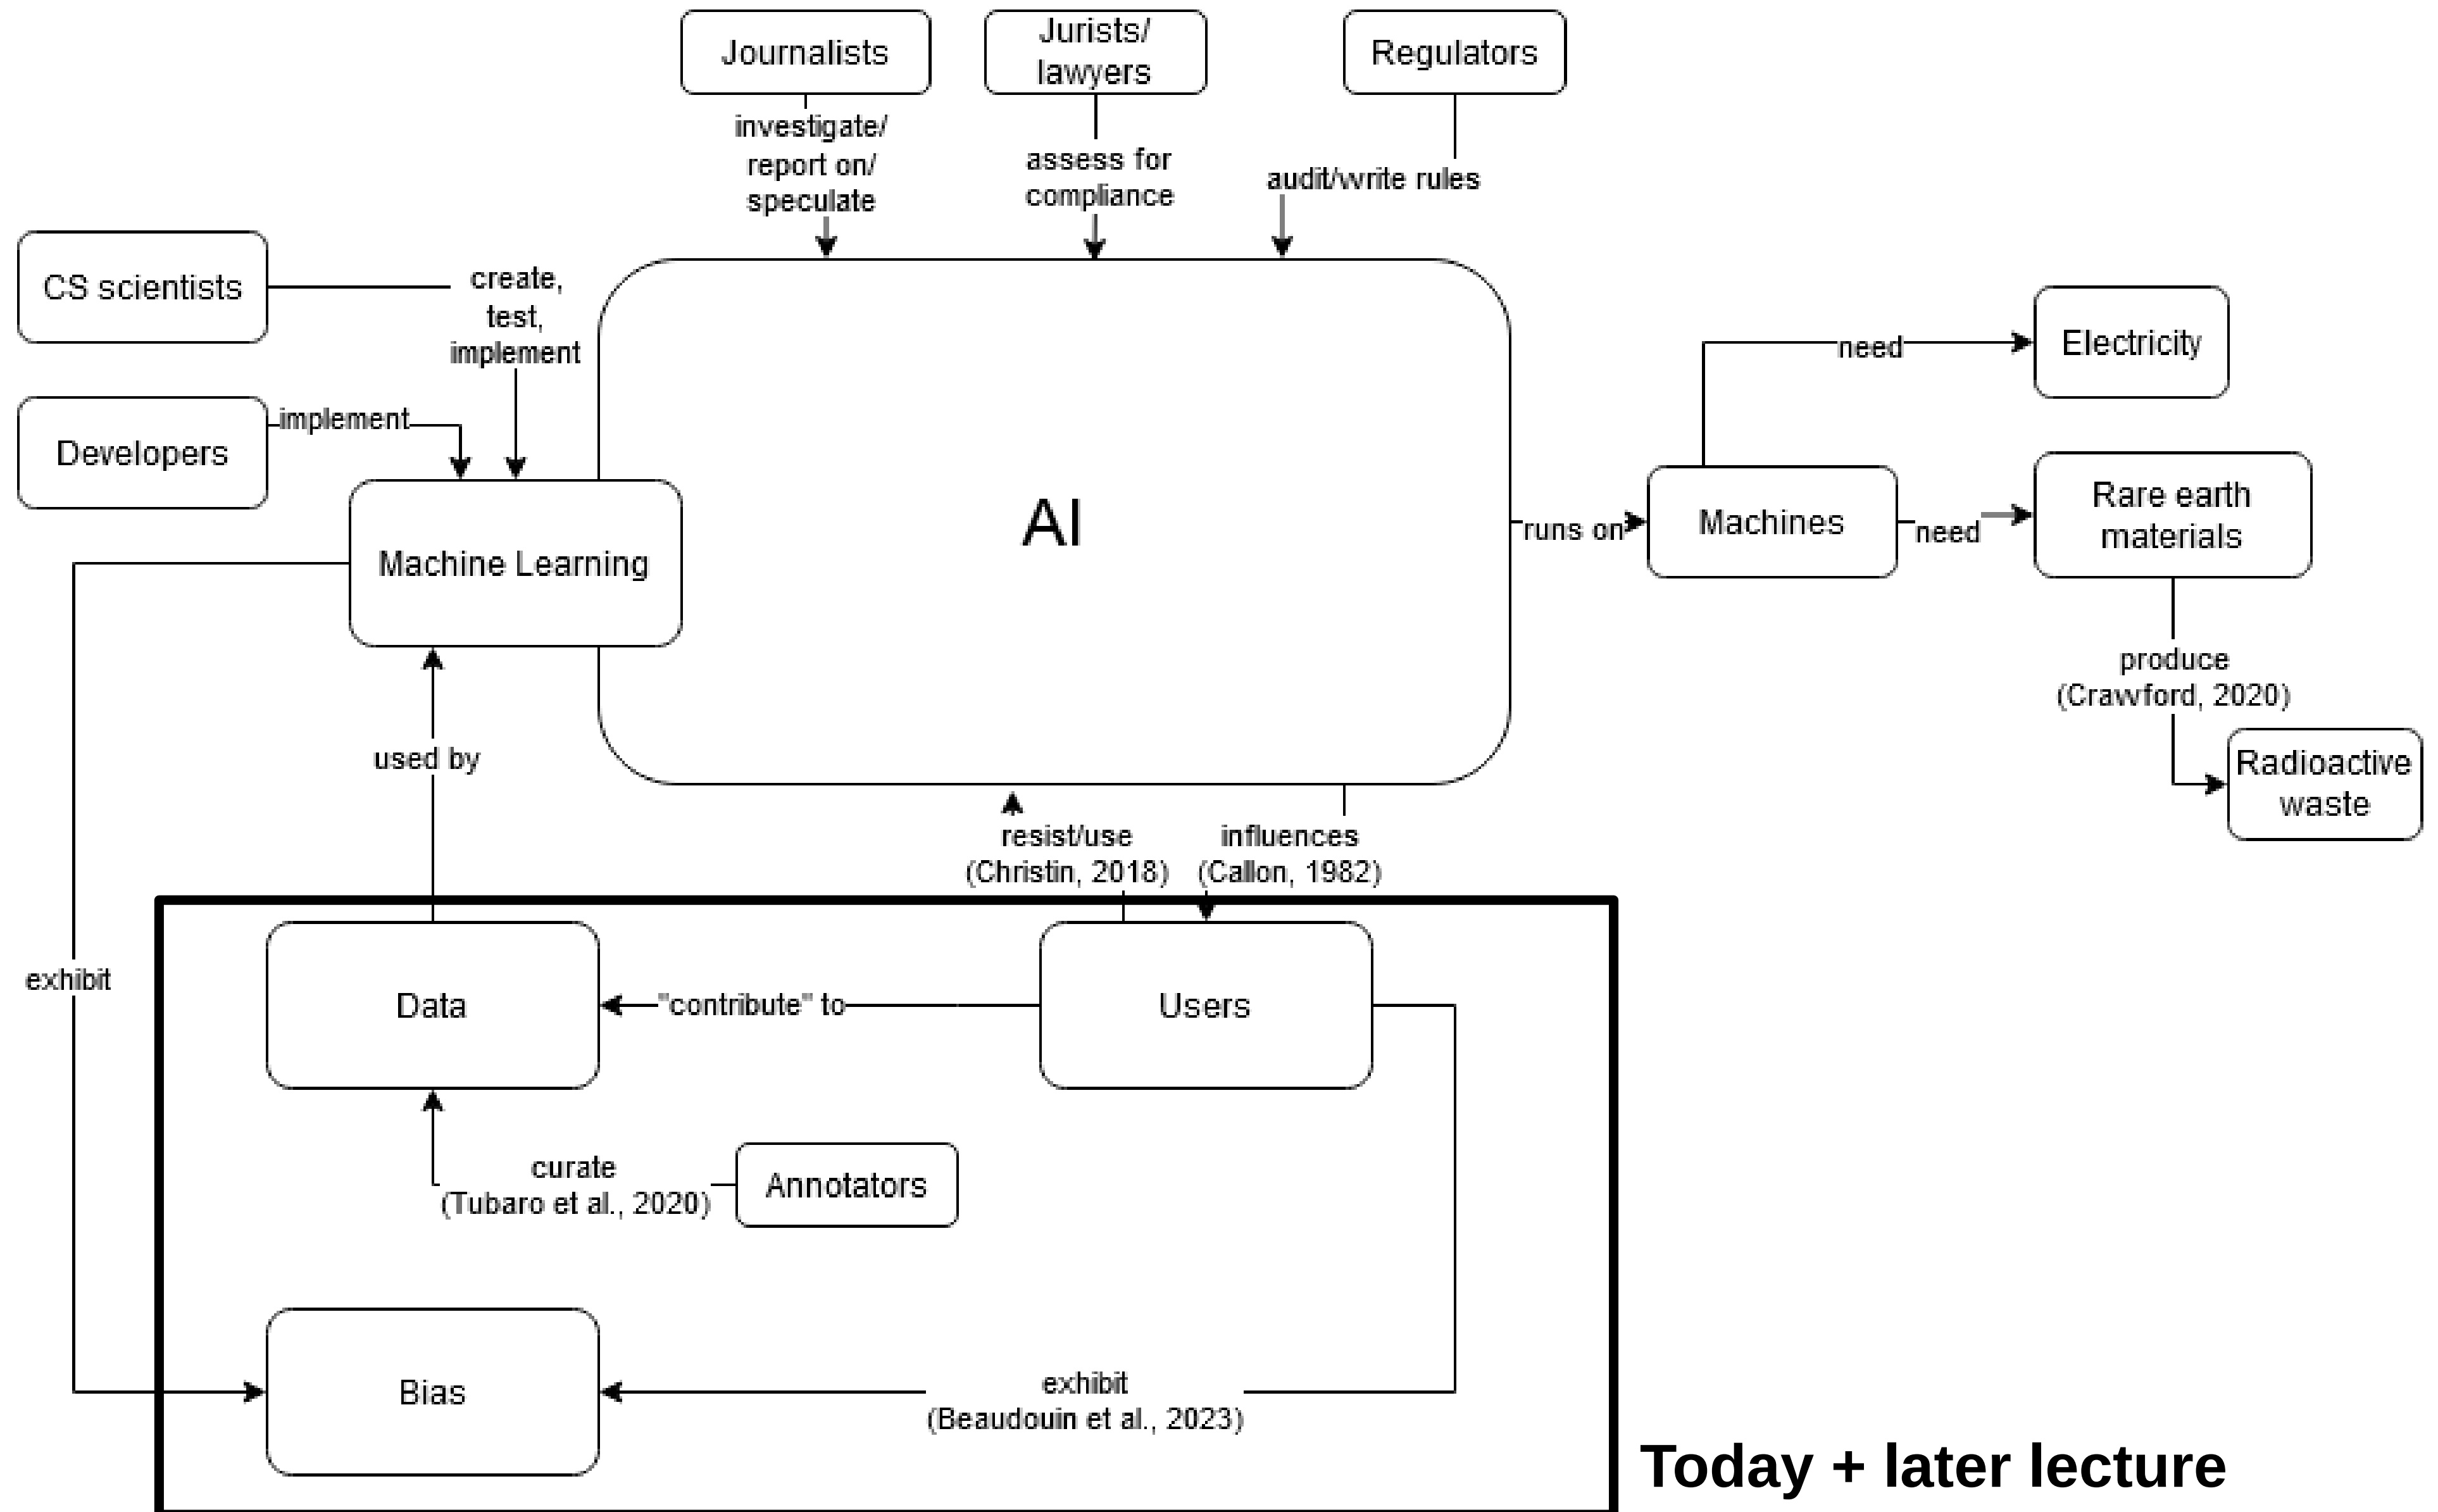 Journalists
Jurists/
lawyers
Regulators
investigate/
report on/
speculate
assess for
compliance
audit/write rules
CS scientists
create,
test,
implement
Developers
implement
Machine Learning
AI
runs on
Machines
need
Electricity
need
Rare earth
materials
produce
(Crawford, 2020)
Radioactive
waste
used by
resist/use
(Christin, 2018)
influences
(Callon, 1982)
exhibit
Data
"contribute" to
Users
curate
(Tubaro et al., 2020)
Annotators
Bias
exhibit
(Beaudouin et al., 2023)
Today + later lecture